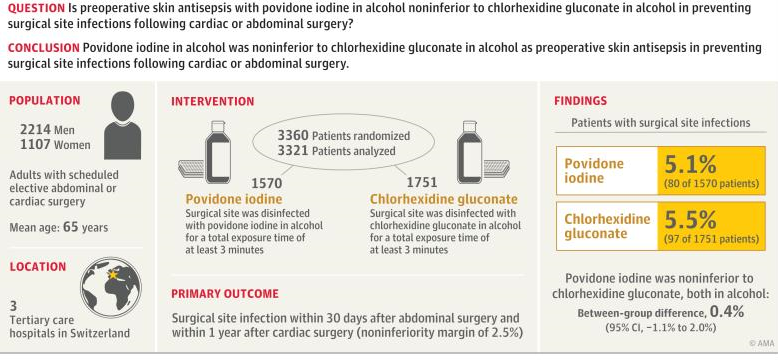 QUESTION Is preoperative skin antisepsis with povidone iodine in alcohol noninferior to chlorhexidine gluconate in alcohol in preventing
surgical site infections following cardiac or abdominal surgery?
CONCLUSION Povidone iodine in alcohol was noninferior to chlorhexidine gluconate in alcohol as preoperative skin antisepsis in preventing
surgical site infections following cardiac or abdominal surgery.
POPULATION
2214 Men
1107 Women
Adults with scheduled
elective abdominal or
cardiac surgery
Mean age: 65 years
LOCATION
3
Tertiary care
hospitals in Switzerland
INTERVENTION
3360 Patients randomized
3321 Patients analyzed
1570
Povidone iodine
Surgical site was disinfected
with povidone iodine in alcohol
for a total exposure time of
at least 3 minutes
1751
Chlorhexidine gluconate
Surgical site was disinfected with
chlorhexidine gluconate in alcohol
for a total exposure time of
at least 3 minutes
PRIMARY OUTCOME
Surgical site infection within 30 days after abdominal surgery and
within 1 year after cardiac surgery (noninferiority margin of 2.5%)
FINDINGS
Patients with surgical site infections
Povidone
iodine
5.1%
(80 of 1570 patients)
Chlorhexidine
gluconate
5.5%
(97 of 1751 patients)
Povidone iodine was noninferior to
chlorhexidine gluconate, both in alcohol:
Between-group difference, 0.4%
(95% CI, −1.1% to 2.0%)
© AMA